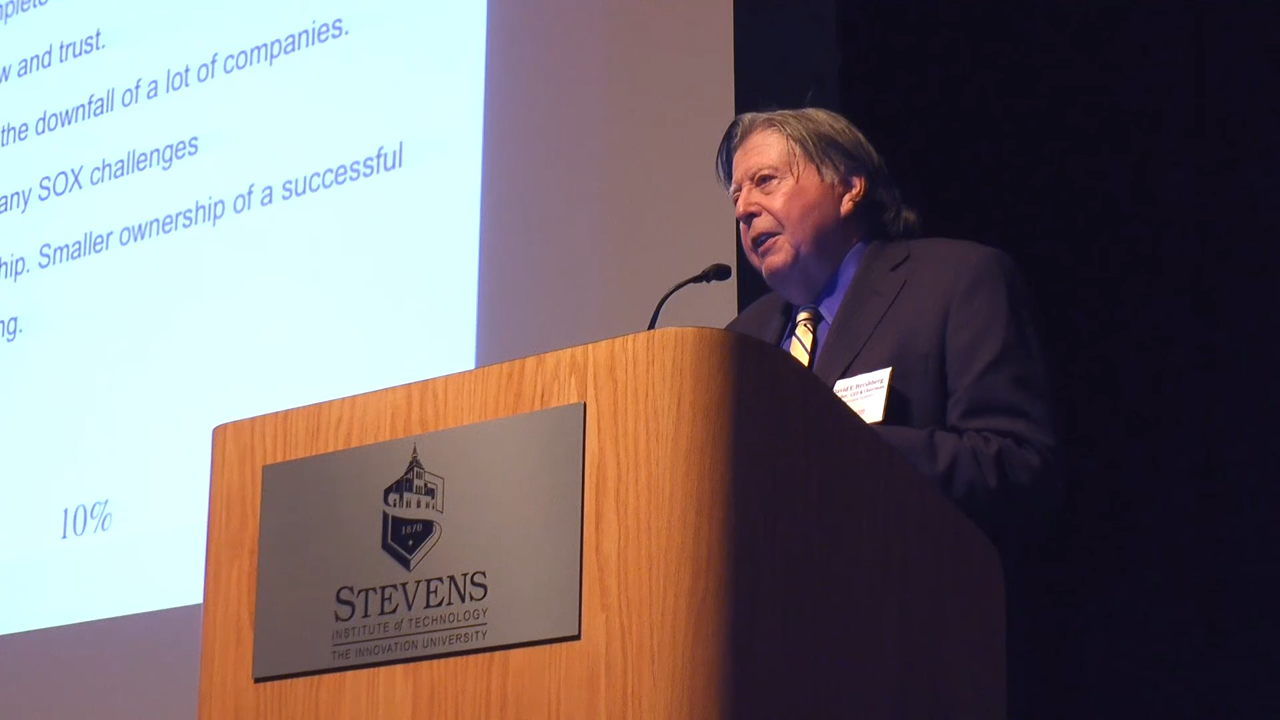 w and trust.
the downfall of a lot of companies.
any SOX challenges
hip. Smaller ownership of a successful
ng.
10%
1870
STEVENS
INSTITUTE of TECHNOLOGY
THE INNOVATION UNIVERSITY